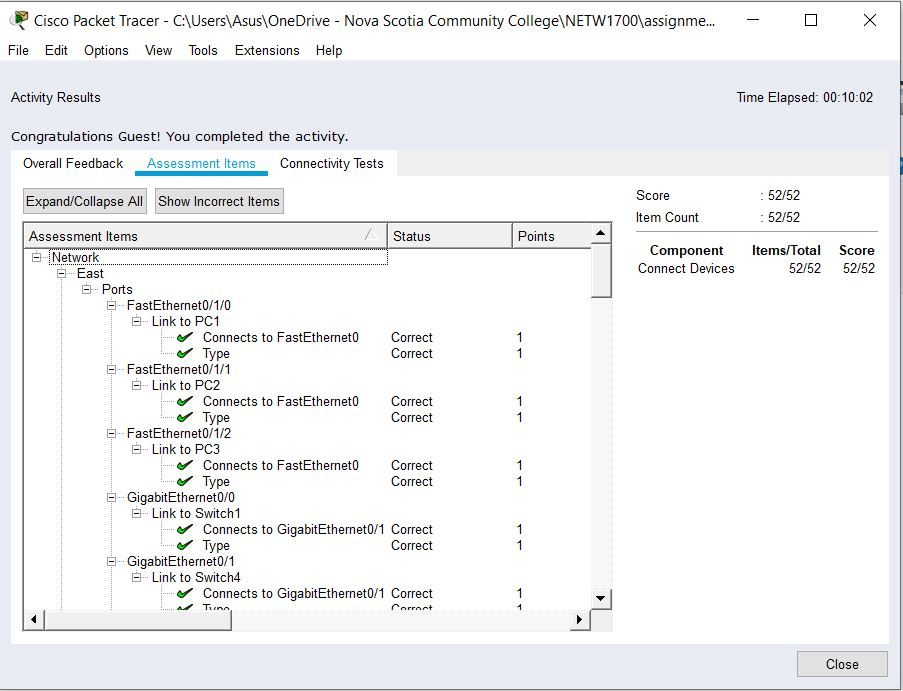 Cisco Packet Tracer - C:\Users\Asus\OneDrive - Nova Scotia Community College\NETW1700\assignme...
File Edit Options View Tools Extensions Help
Activity Results
Time Elapsed: 00:10:02
Congratulations Guest! You completed the activity.
Overall Feedback Assessment Items Connectivity Tests
Expand/Collapse All Show Incorrect Items
Assessment Items Status Points
Network
East
Ports
FastEthernet0/1/0
Link to PC1
Connects to FastEthernet0 Correct 1
Type Correct 1
FastEthernet0/1/1
Link to PC2
Connects to FastEthernet0 Correct 1
Type Correct 1
FastEthernet0/1/2
Link to PC3
Connects to FastEthernet0 Correct 1
Type Correct 1
GigabitEthernet0/0
Link to Switch1
Connects to GigabitEthernet0/1 Correct 1
Type Correct 1
GigabitEthernet0/1
Link to Switch4
Connects to GigabitEthernet0/1 Correct 1
Type Correct 1
Score : 52/52
Item Count : 52/52
Component Items/Total Score
Connect Devices 52/52 52/52
Close